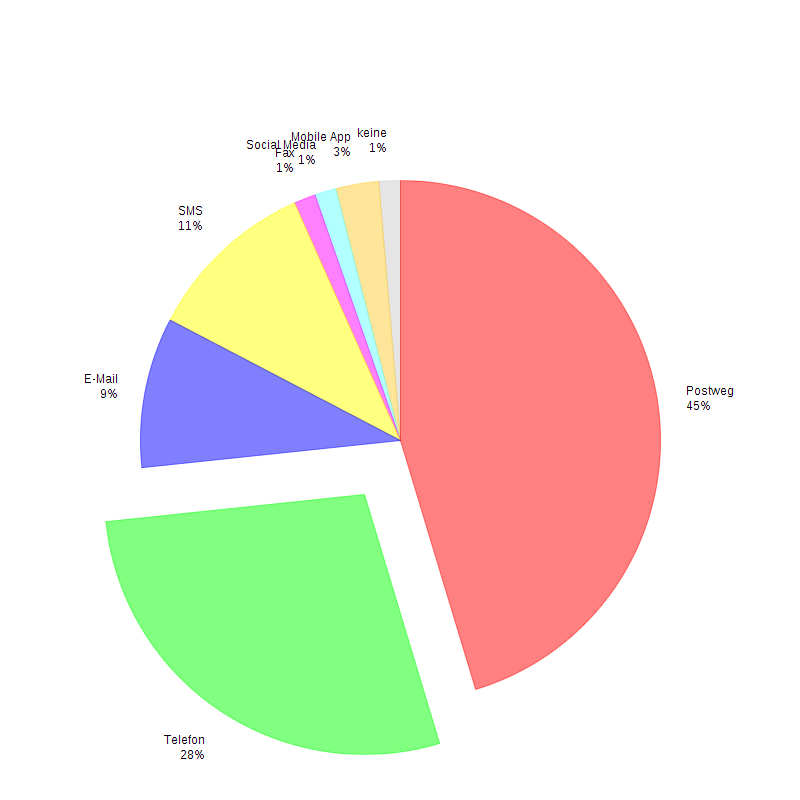 keine
1%
Mobile App
3%
Social Media
1%
Fax
1%
SMS
11%
E-Mail
9%
Telefon
28%
Postweg
45%